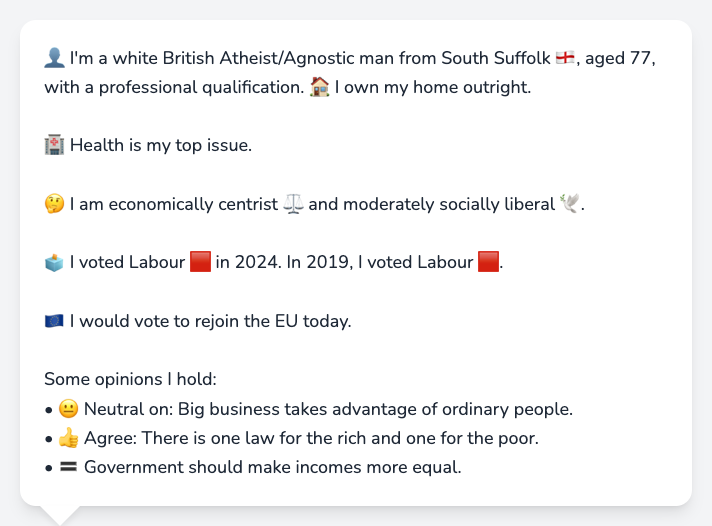 👤 I'm a white British Atheist/Agnostic man from South Suffolk 🏴󠁧󠁢󠁥󠁮󠁧󠁿, aged 77,
with a professional qualification. 🏠 I own my home outright.
🏥 Health is my top issue.
🤔 I am economically centrist ⚖️ and moderately socially liberal 🕊️.
🗳️ I voted Labour 🟥 in 2024. In 2019, I voted Labour 🟥.
🇪🇺 I would vote to rejoin the EU today.
Some opinions I hold:
• 😐 Neutral on: Big business takes advantage of ordinary people.
• 👍 Agree: There is one law for the rich and one for the poor.
• 🟰 Government should make incomes more equal.